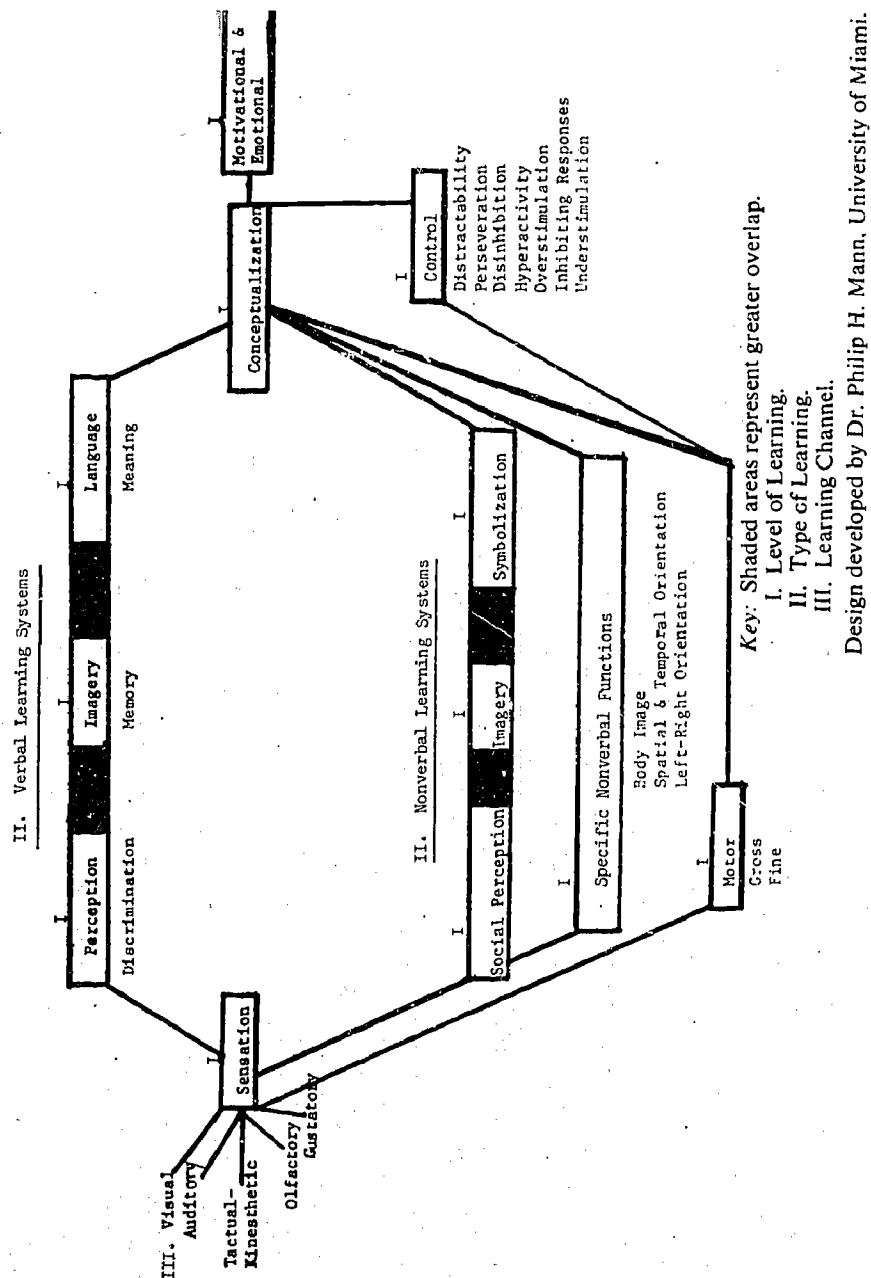 II. Verbal Learning Systems
Perception
Imagery
Language
Discrimination
Memory
Meaning
I
I
I
III. Visual
Auditory
Tactual-
Kinesthetic
Olfactory
Gustatory
Sensation
I
Conceptualization
I
Motivational &
Emotional
I
II. Nonverbal Learning Systems
I
I
I
Social Perception
Imagery
Symbolization
Control
I
Distractability
Perseveration
Disinhibition
Hyperactivity
Overstimulation
Inhibiting Responses
Understimulation
I
Specific Nonverbal Functions
Body Image
Spatial & Temporal Orientation
Left-Right Orientation
I
Motor
Gross
Fine
Key: Shaded areas represent greater overlap.
I. Level of Learning.
II. Type of Learning.
III. Learning Channel.
Design developed by Dr. Philip H. Mann, University of Miami.